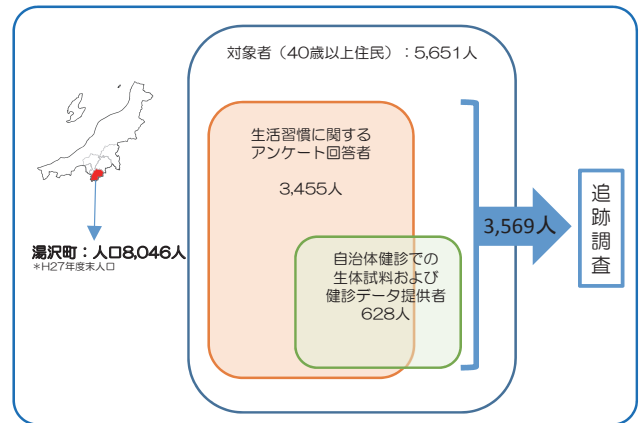 対象者（40歳以上住民）：5,651人
生活習慣に関する
アンケート回答者
3,455人
自治体健診での
生体試料および
健診データ提供者
628人
3,569人
追跡調査
湯沢町：人口8,046人
＊H27年度末人口